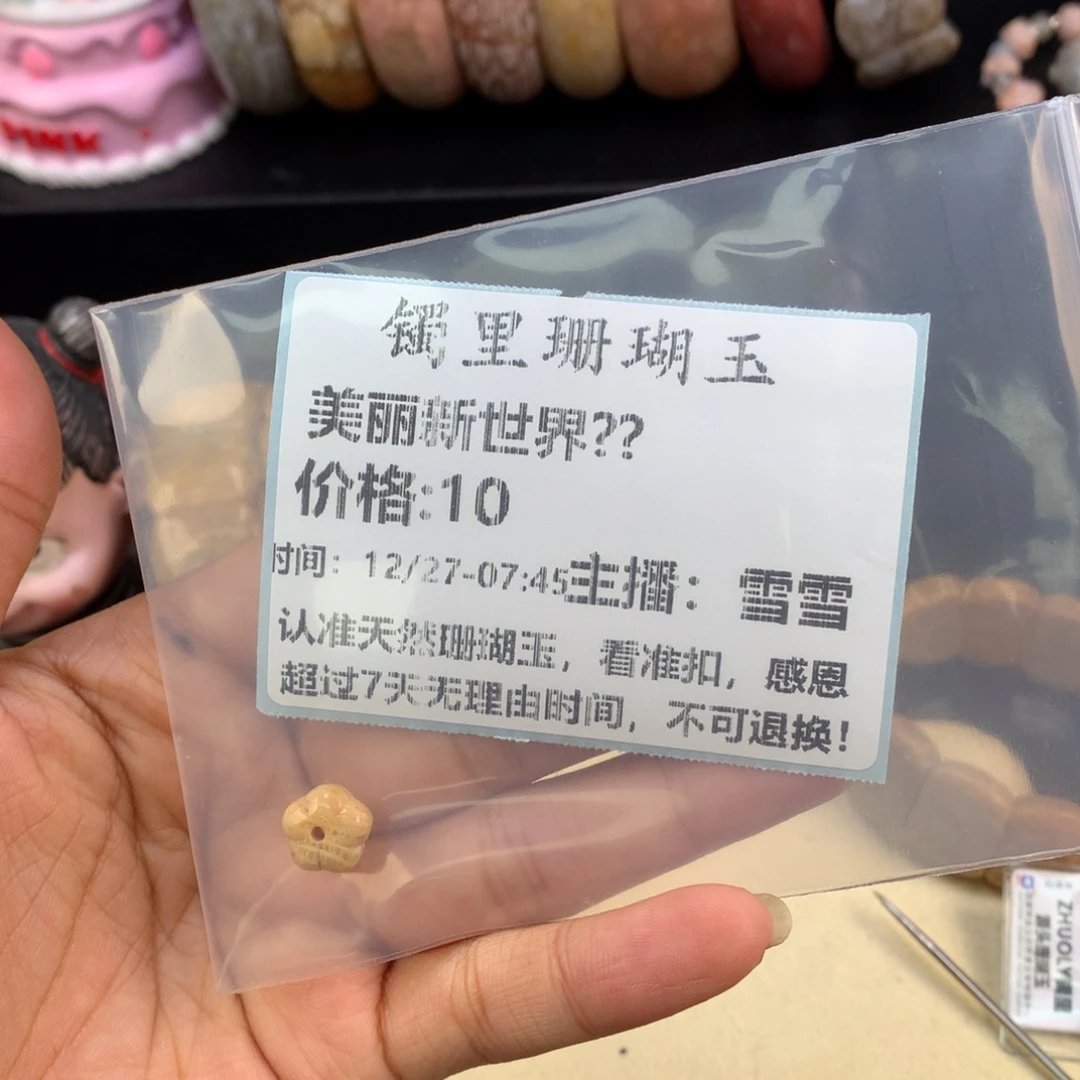 镯里珊瑚玉
美丽新世界??
价格:10
时间：12/27-07:45主播：雪雪
认准天然珊瑚玉，看准扣，感恩
超过7天无理由时间，不可退换！
PINK
ZHUOLV